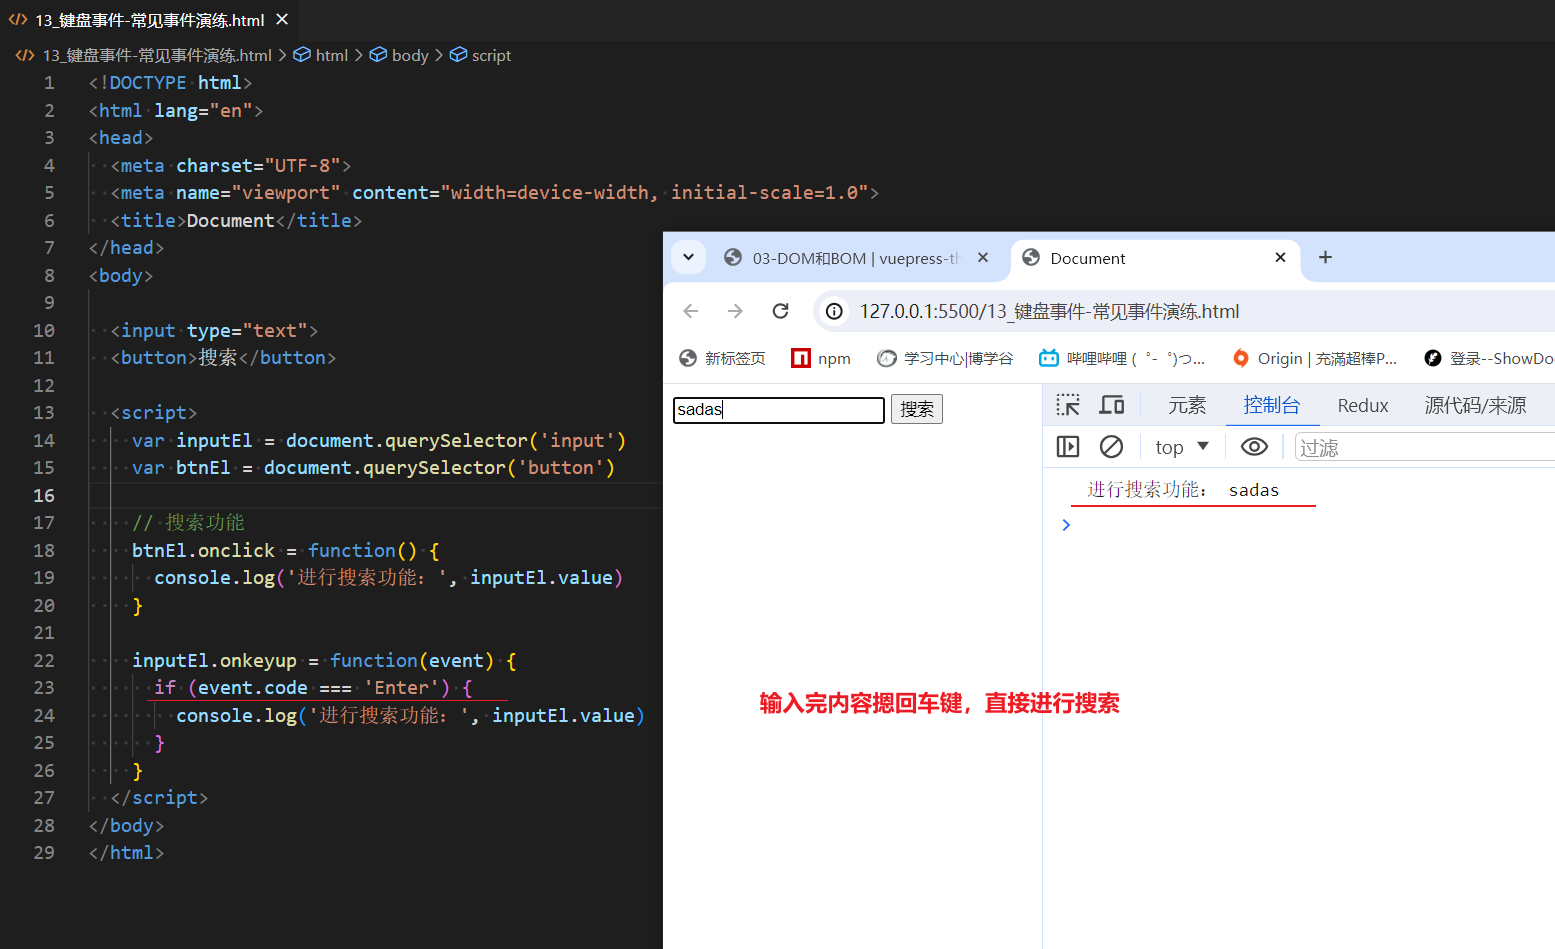 13_键盘事件-常见事件演练.html
13_键盘事件-常见事件演练.html > html > body > script
1 <!DOCTYPE html>
2 <html lang="en">
3 <head>
4 <meta charset="UTF-8">
5 <meta name="viewport" content="width=device-width, initial-scale=1.0">
6 <title>Document</title>
7 </head>
8 <body>
9
10 <input type="text">
11 <button>搜索</button>
12
13 <script>
14 var inputEl = document.querySelector('input')
15 var btnEl = document.querySelector('button')
16
17 // 搜索功能
18 btnEl.onclick = function() {
19 console.log('进行搜索功能：', inputEl.value)
20 }
21
22 inputEl.onkeyup = function(event) {
23 if (event.code === 'Enter') {
24 console.log('进行搜索功能：', inputEl.value)
25 }
26 }
27 </script>
28 </body>
29 </html>
03-DOM和BOM | vuepress-th
Document
127.0.0.1:5500/13_键盘事件-常见事件演练.html
新标签页 npm 学习中心|博学谷 哔哩哔哩 ( ゜- ゜)つ... Origin | 充滿超棒P... 登录--ShowDo
sadas 搜索
元素 控制台 Redux 源代码/来源
top 过滤
进行搜索功能： sadas
输入完内容摁回车键，直接进行搜索